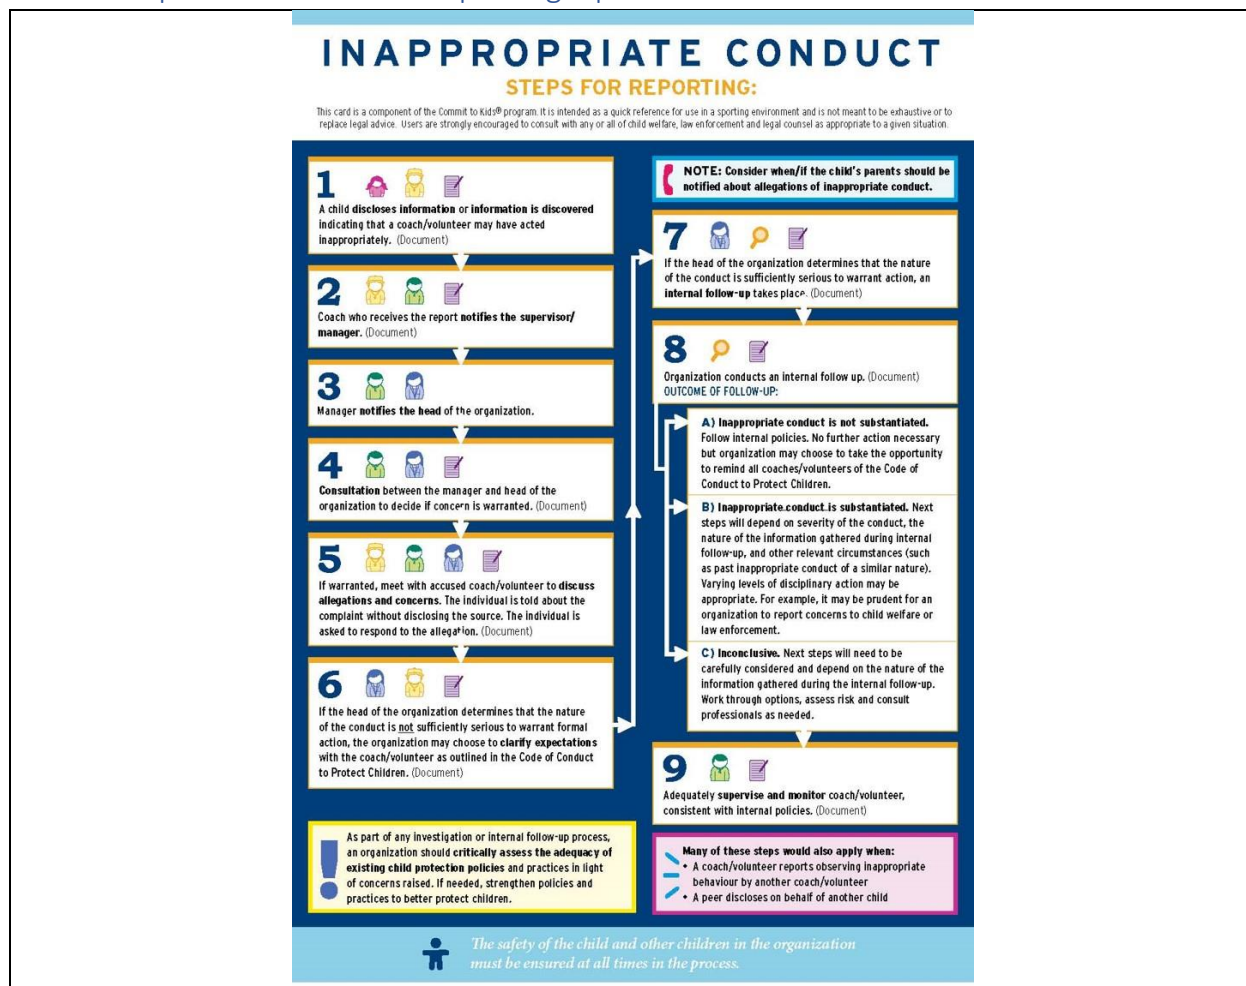 INAPPROPRIATE CONDUCT
STEPS FOR REPORTING:
This card is a component of the Commit to Kids® program. It is intended as a quick reference for use in a sporting environment and is not meant to be exhaustive or to
replace legal advice. Users are strongly encouraged to consult with any or all of child welfare, law enforcement and legal counsel as appropriate to a given situation.
1
A child discloses information or information is discovered
indicating that a coach/volunteer may have acted
inappropriately. (Document)
2
Coach who receives the report notifies the supervisor/
manager. (Document)
3
Manager notifies the head of the organization.
4
Consultation between the manager and head of the
organization to decide if concern is warranted. (Document)
5
If warranted, meet with accused coach/volunteer to discuss
allegations and concerns. The individual is told about the
complaint without disclosing the source. The individual is
asked to respond to the allegation. (Document)
6
If the head of the organization determines that the nature
of the conduct is not sufficiently serious to warrant formal
action, the organization may choose to clarify expectations
with the coach/volunteer as outlined in the Code of Conduct
to Protect Children. (Document)
As part of any investigation or internal follow-up process,
an organization should critically assess the adequacy of
existing child protection policies and practices in light
of concerns raised. If needed, strengthen policies and
practices to better protect children.
NOTE: Consider when/if the child's parents should be
notified about allegations of inappropriate conduct.
7
If the head of the organization determines that the nature
of the conduct is sufficiently serious to warrant action, an
internal follow-up takes place. (Document)
8
Organization conducts an internal follow up. (Document)
OUTCOME OF FOLLOW-UP:
A) Inappropriate conduct is not substantiated.
Follow internal policies. No further action necessary
but organization may choose to take the opportunity
to remind all coaches/volunteers of the Code of
Conduct to Protect Children.
B) Inappropriate conduct is substantiated. Next
steps will depend on severity of the conduct, the
nature of the information gathered during internal
follow-up, and other relevant circumstances (such
as past inappropriate conduct of a similar nature).
Varying levels of disciplinary action may be
appropriate. For example, it may be prudent for an
organization to report concerns to child welfare or
law enforcement.
C) Inconclusive. Next steps will need to be
carefully considered and depend on the nature of the
information gathered during the internal follow-up.
Work through options, assess risk and consult
professionals as needed.
9
Adequately supervise and monitor coach/volunteer,
consistent with internal policies. (Document)
Many of these steps would also apply when:
• A coach/volunteer reports observing inappropriate
behaviour by another coach/volunteer
• A peer discloses on behalf of another child
The safety of the child and other children in the organization
must be ensured at all times in the process.